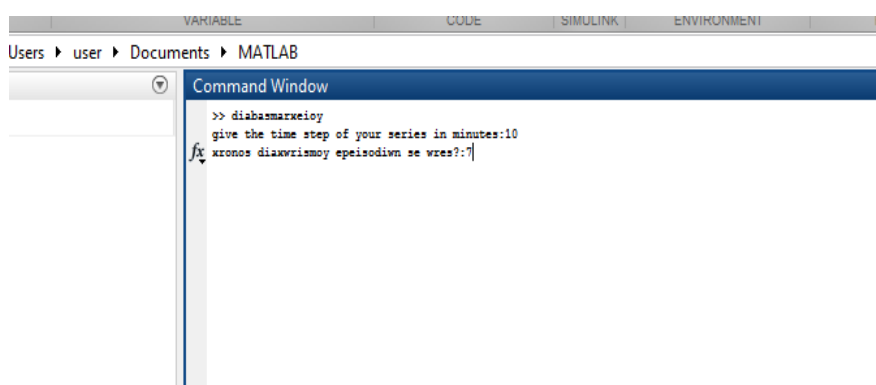 VARIABLE CODE SIMULINK ENVIRONMENT
Users ▸ user ▸ Documents ▸ MATLAB
Command Window
>> diabasmarxeioy
give the time step of your series in minutes:10
fx xronos diaxwrismoy epeisodiwn se wres?:7